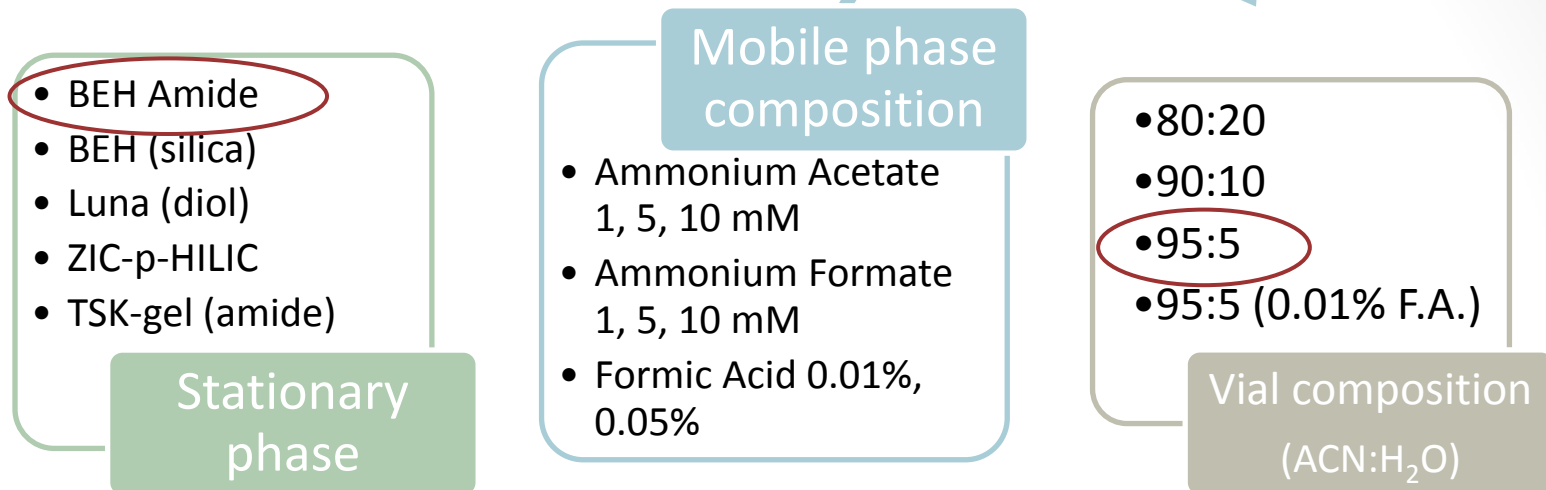 • BEH Amide
• BEH (silica)
• Luna (diol)
• ZIC-p-HILIC
• TSK-gel (amide)
Stationary
phase
Mobile phase
composition
• Ammonium Acetate
1, 5, 10 mM
• Ammonium Formate
1, 5, 10 mM
• Formic Acid 0.01%,
0.05%
•80:20
•90:10
•95:5
•95:5 (0.01% F.A.)
Vial composition
(ACN:H₂O)